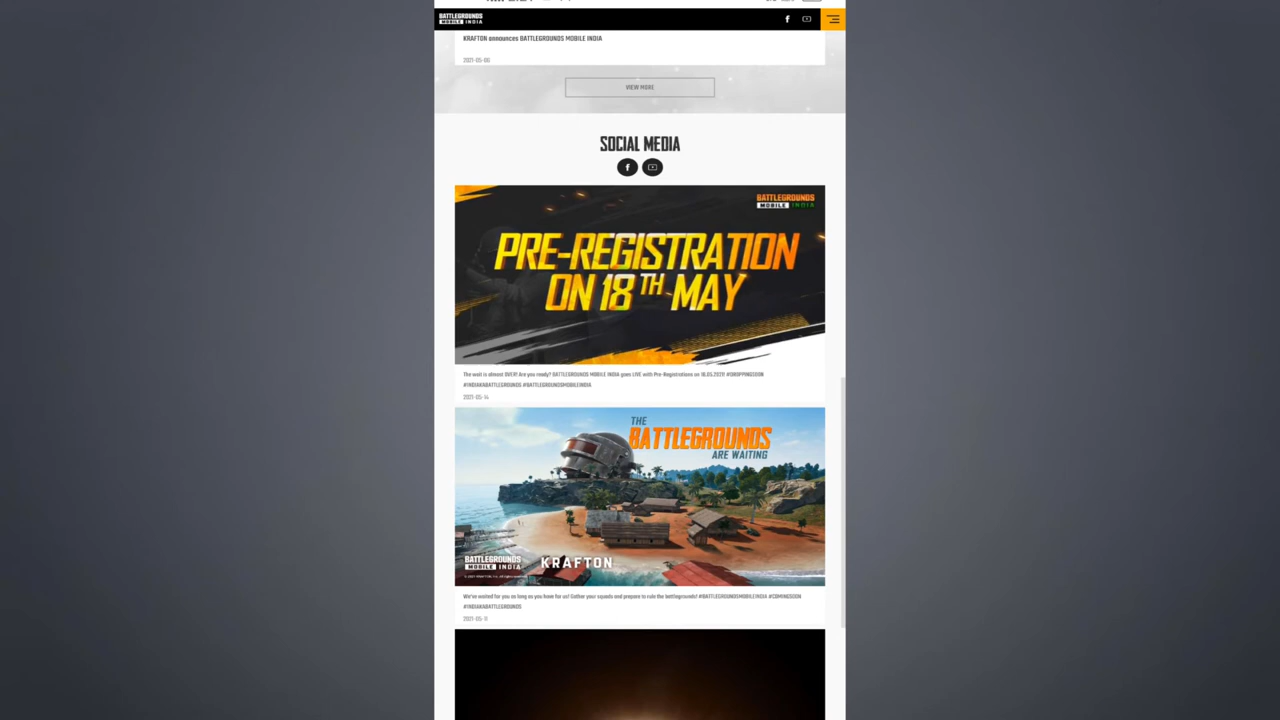 BATTLEGROUNDS
MOBILE INDIA
KRAFTON announces BATTLEGROUNDS MOBILE INDIA
2021-05-06
VIEW MORE
SOCIAL MEDIA
BATTLEGROUNDS
MOBILE INDIA
PRE-REGISTRATION
ON 18TH MAY
The wait is almost OVER! Are you ready? BATTLEGROUNDS MOBILE INDIA goes LIVE with Pre-Registrations on 18.05.2021! #DROPPINGSOON
#INDIAKABATTLEGROUNDS #BATTLEGROUNDSMOBILEINDIA
2021-05-14
THE
BATTLEGROUNDS
ARE WAITING
BATTLEGROUNDS
MOBILE INDIA
KRAFTON
We've waited for you as long as you have for us! Gather your squads and prepare to rule the battlegrounds! #BATTLEGROUNDSMOBILEINDIA #COMINGSOON
#INDIAKABATTLEGROUNDS
2021-05-11